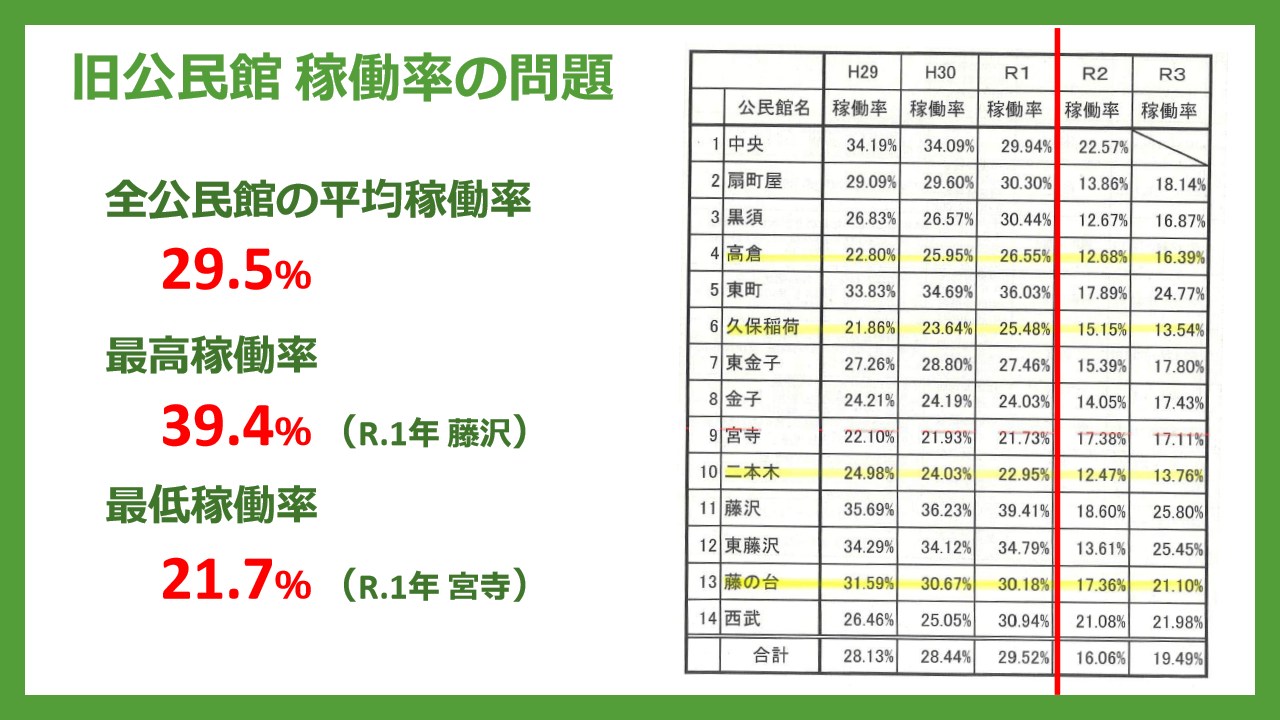 旧公民館 稼働率の問題
全公民館の平均稼働率
29.5%
最高稼働率
39.4% （R.1年 藤沢）
最低稼働率
21.7% （R.1年 宮寺）
H29 H30 R1 R2 R3
公民館名 稼働率 稼働率 稼働率 稼働率 稼働率
1 中央 34.19% 34.09% 29.94% 22.57%
2 扇町屋 29.09% 29.60% 30.30% 13.86% 18.14%
3 黒須 26.83% 26.57% 30.44% 12.67% 16.87%
4 高倉 22.80% 25.95% 26.55% 12.68% 16.39%
5 東町 33.83% 34.69% 36.03% 17.89% 24.77%
6 久保稲荷 21.86% 23.64% 25.48% 15.15% 13.54%
7 東金子 27.26% 28.80% 27.46% 15.39% 17.80%
8 金子 24.21% 24.19% 24.03% 14.05% 17.43%
9 宮寺 22.10% 21.93% 21.73% 17.38% 17.11%
10 二本木 24.98% 24.03% 22.95% 12.47% 13.76%
11 藤沢 35.69% 36.23% 39.41% 18.60% 25.80%
12 東藤沢 34.29% 34.12% 34.79% 13.61% 25.45%
13 藤の台 31.59% 30.67% 30.18% 17.36% 21.10%
14 西武 26.46% 25.05% 30.94% 21.08% 21.98%
合計 28.13% 28.44% 29.52% 16.06% 19.49%